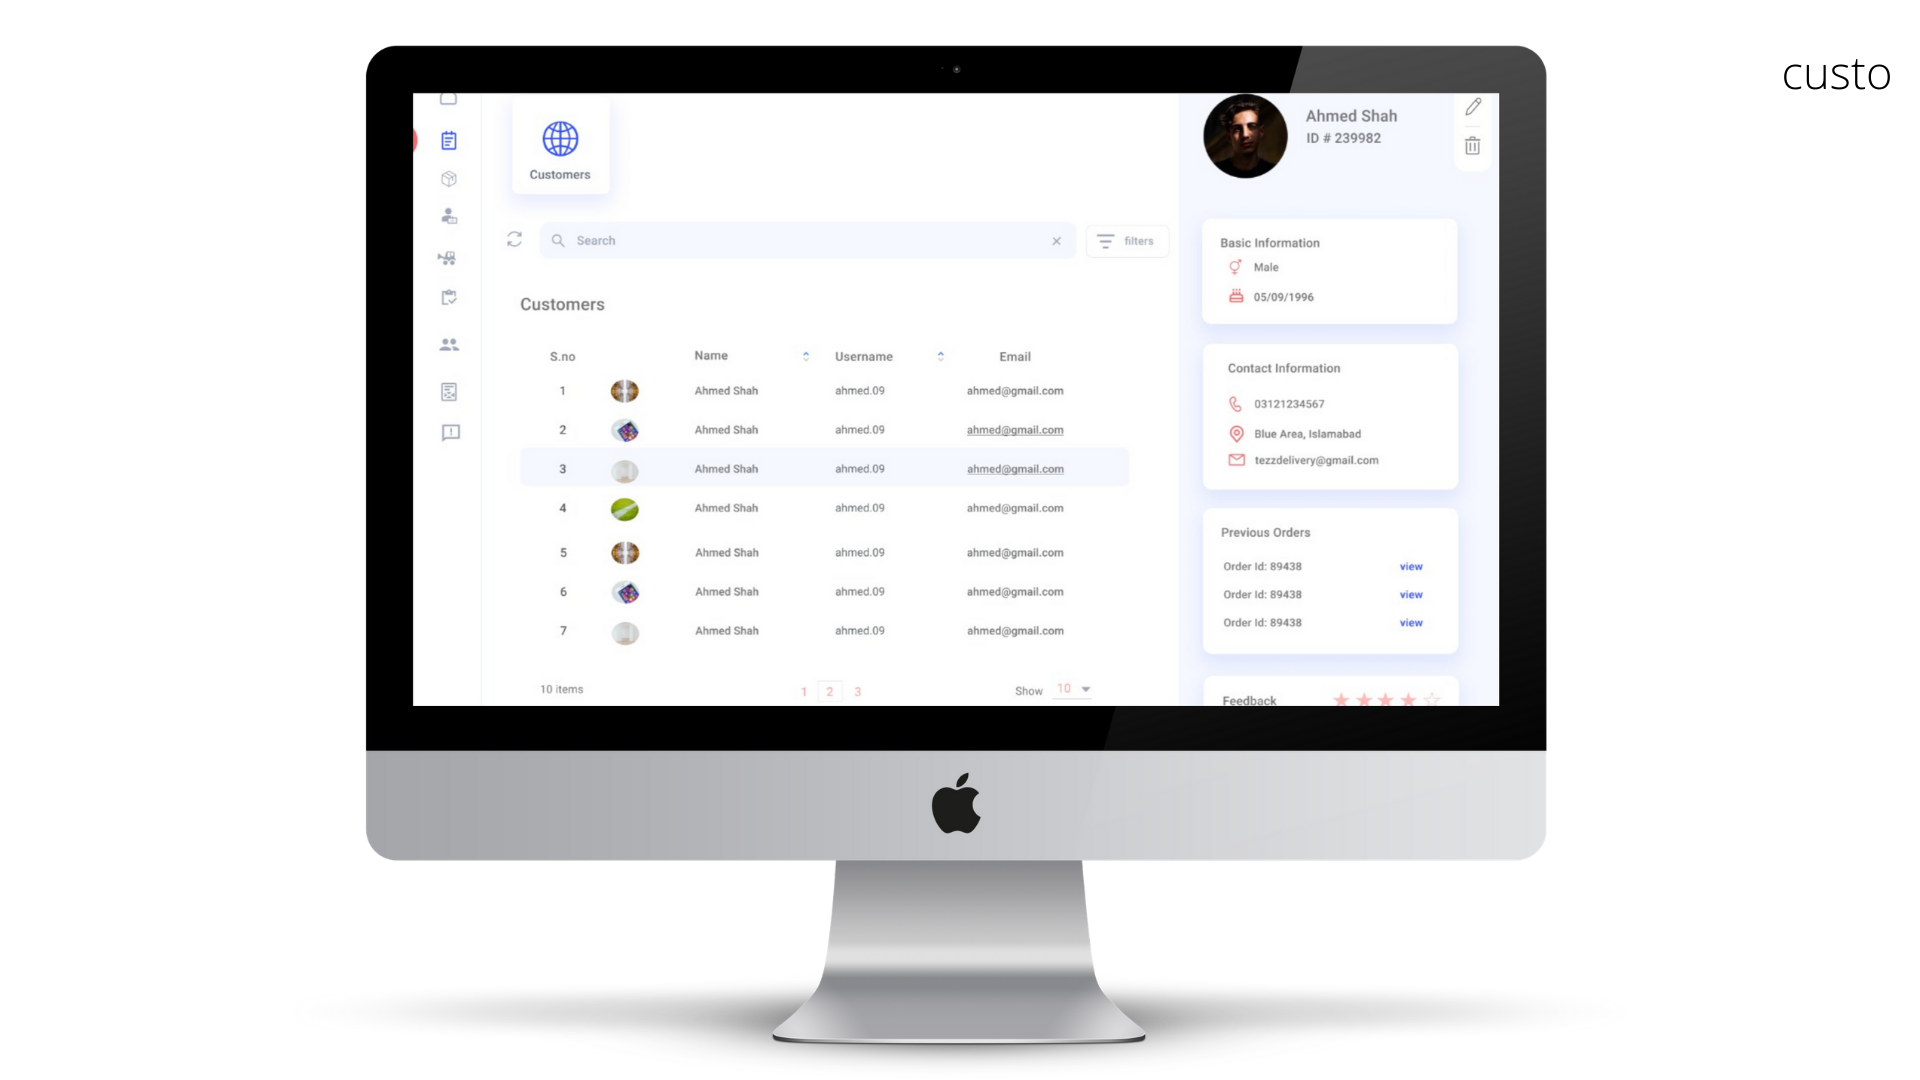 custo
Customers
Search
filters
Customers
S.no Name Username Email
1 Ahmed Shah ahmed.09 ahmed@gmail.com
2 Ahmed Shah ahmed.09 ahmed@gmail.com
3 Ahmed Shah ahmed.09 ahmed@gmail.com
4 Ahmed Shah ahmed.09 ahmed@gmail.com
5 Ahmed Shah ahmed.09 ahmed@gmail.com
6 Ahmed Shah ahmed.09 ahmed@gmail.com
7 Ahmed Shah ahmed.09 ahmed@gmail.com
10 items 1 2 3 Show 10
Ahmed Shah
ID # 239982
Basic Information
Male
05/09/1996
Contact Information
03121234567
Blue Area, Islamabad
tezzdelivery@gmail.com
Previous Orders
Order Id: 89438 view
Order Id: 89438 view
Order Id: 89438 view
Feedback